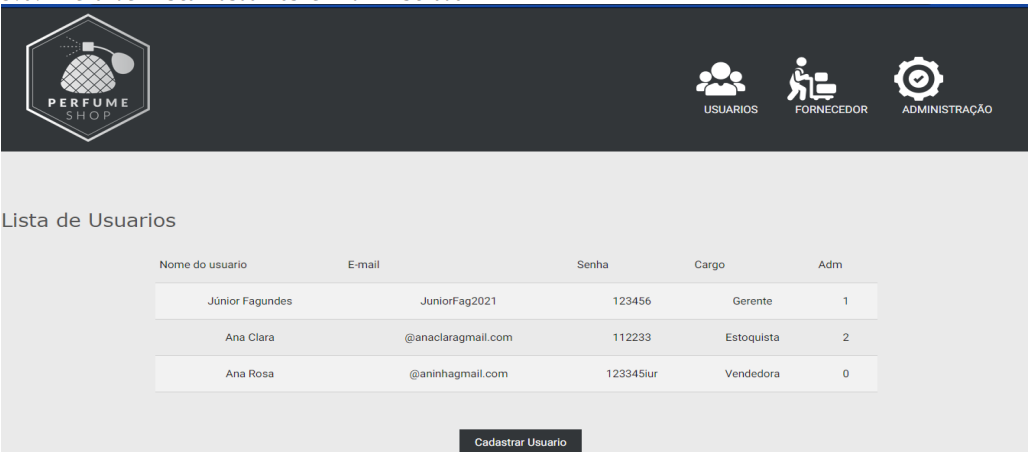 PERFUME
SHOP
USUARIOS FORNECEDOR ADMINISTRAÇÃO
Lista de Usuarios
Nome do usuario E-mail Senha Cargo Adm
Júnior Fagundes JuniorFag2021 123456 Gerente 1
Ana Clara @anaclaragmail.com 112233 Estoquista 2
Ana Rosa @aninhagmail.com 123345iur Vendedora 0
Cadastrar Usuario